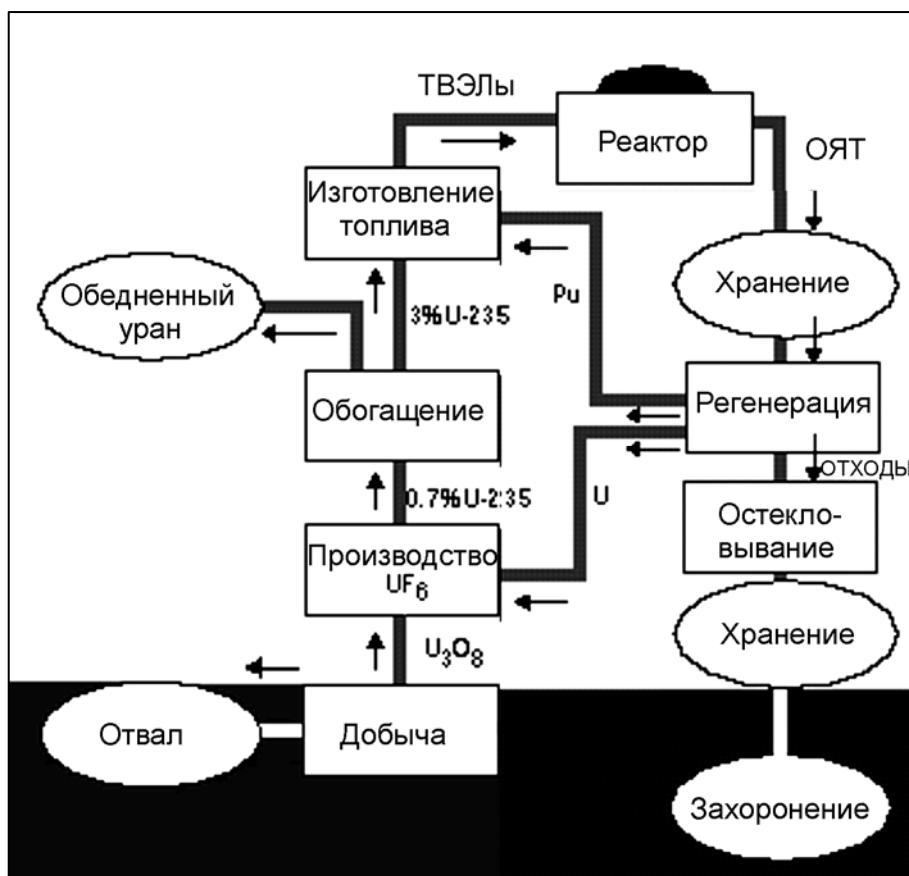 ТВЭЛы
Реактор
ОЯТ
Изготовление
топлива
Хранение
Обедненный
уран
Pu
3%U-235
Обогащение
Регенерация
отходы
0.7%U-235
U
Остекло-
вывание
Производство
UF6
Хранение
U3O8
Отвал
Добыча
Захоронение